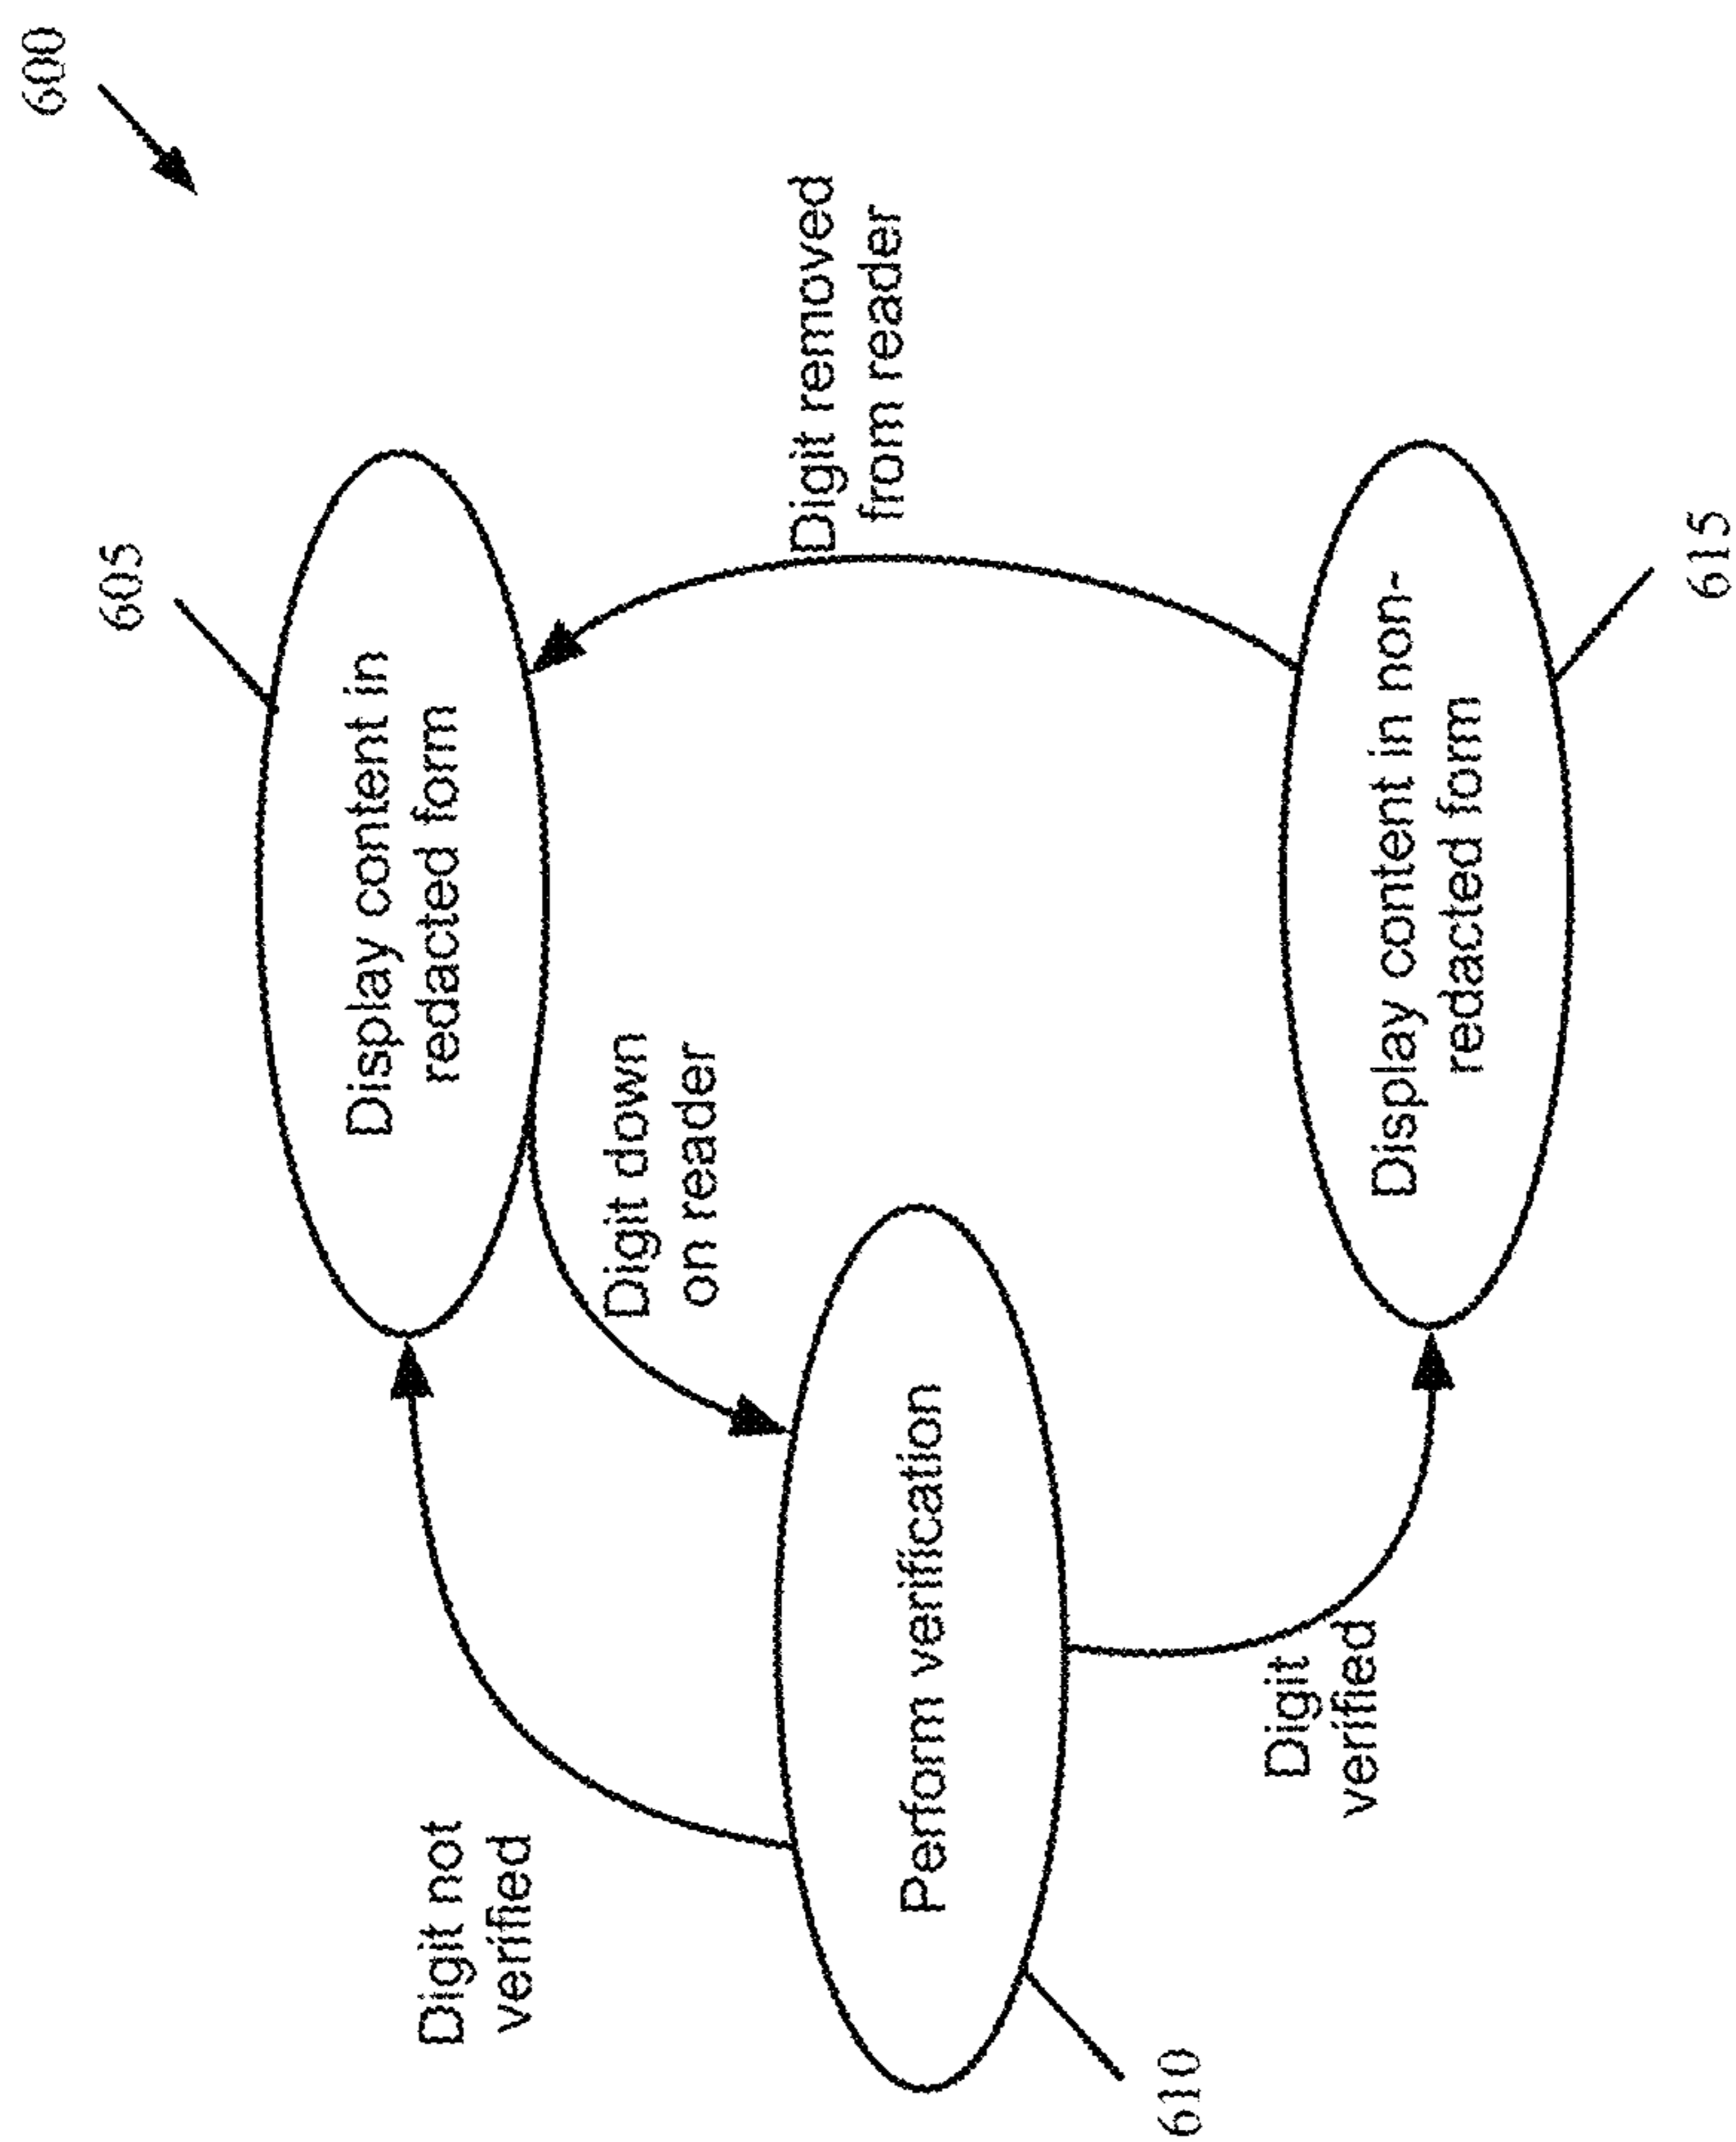 600
605
Display content in
redacted form
Digit not
verified
Digit down
on reader
Digit removed
from reader
Perform verification
610
Digit
verified
Display content in non-
redacted form
615